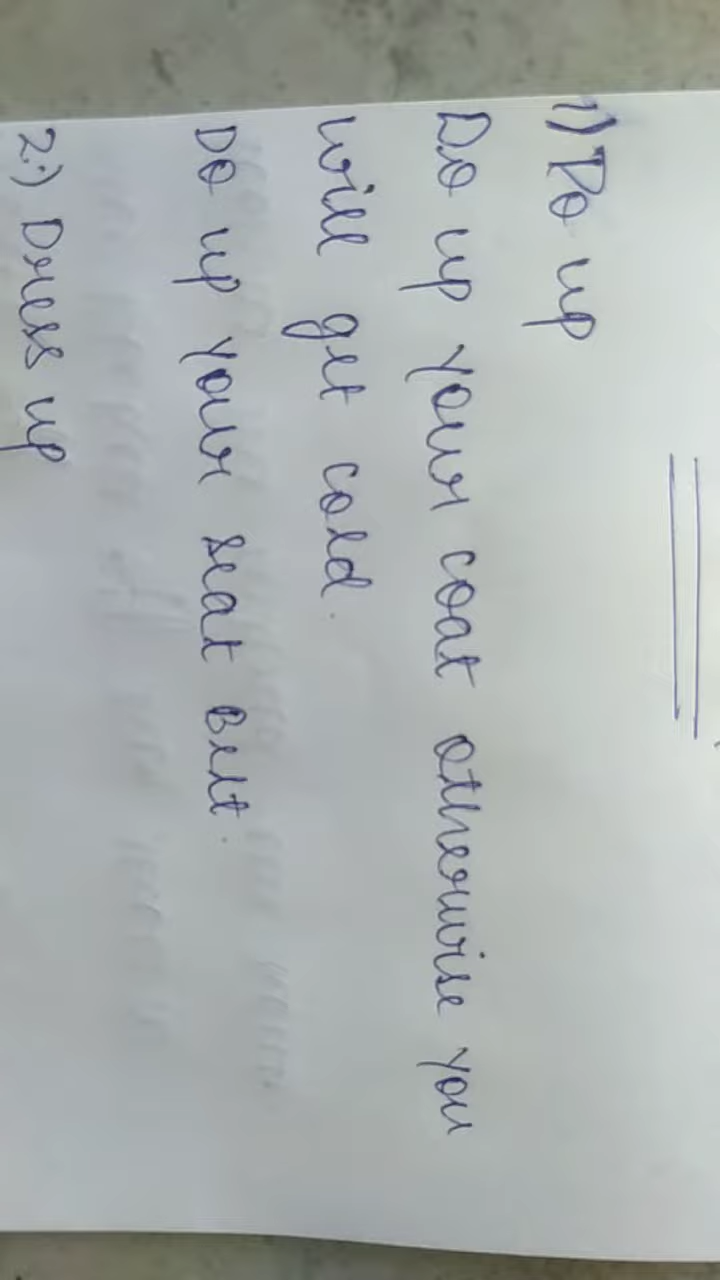 1) Do up
Do up your coat otherwise you
will get cold.
Do up your seat Belt.
2.) Dress up